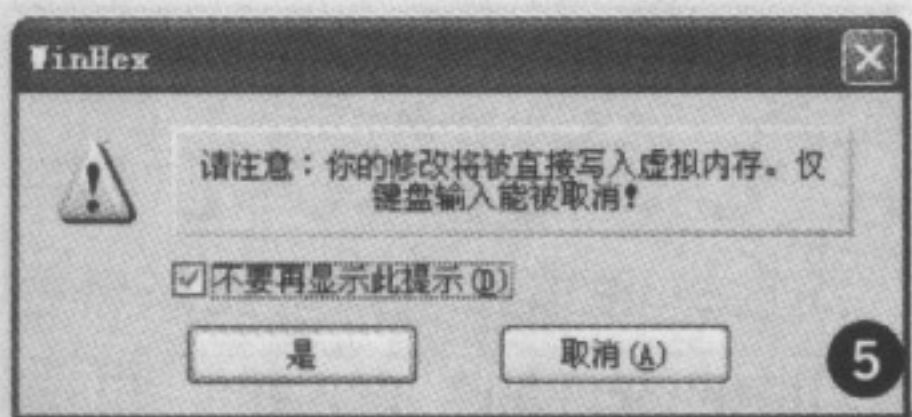 WinHex
请注意：你的修改将被直接写入虚拟内存。仅
键盘输入能被取消！
不要再显示此提示(D)
是
取消(A)
5